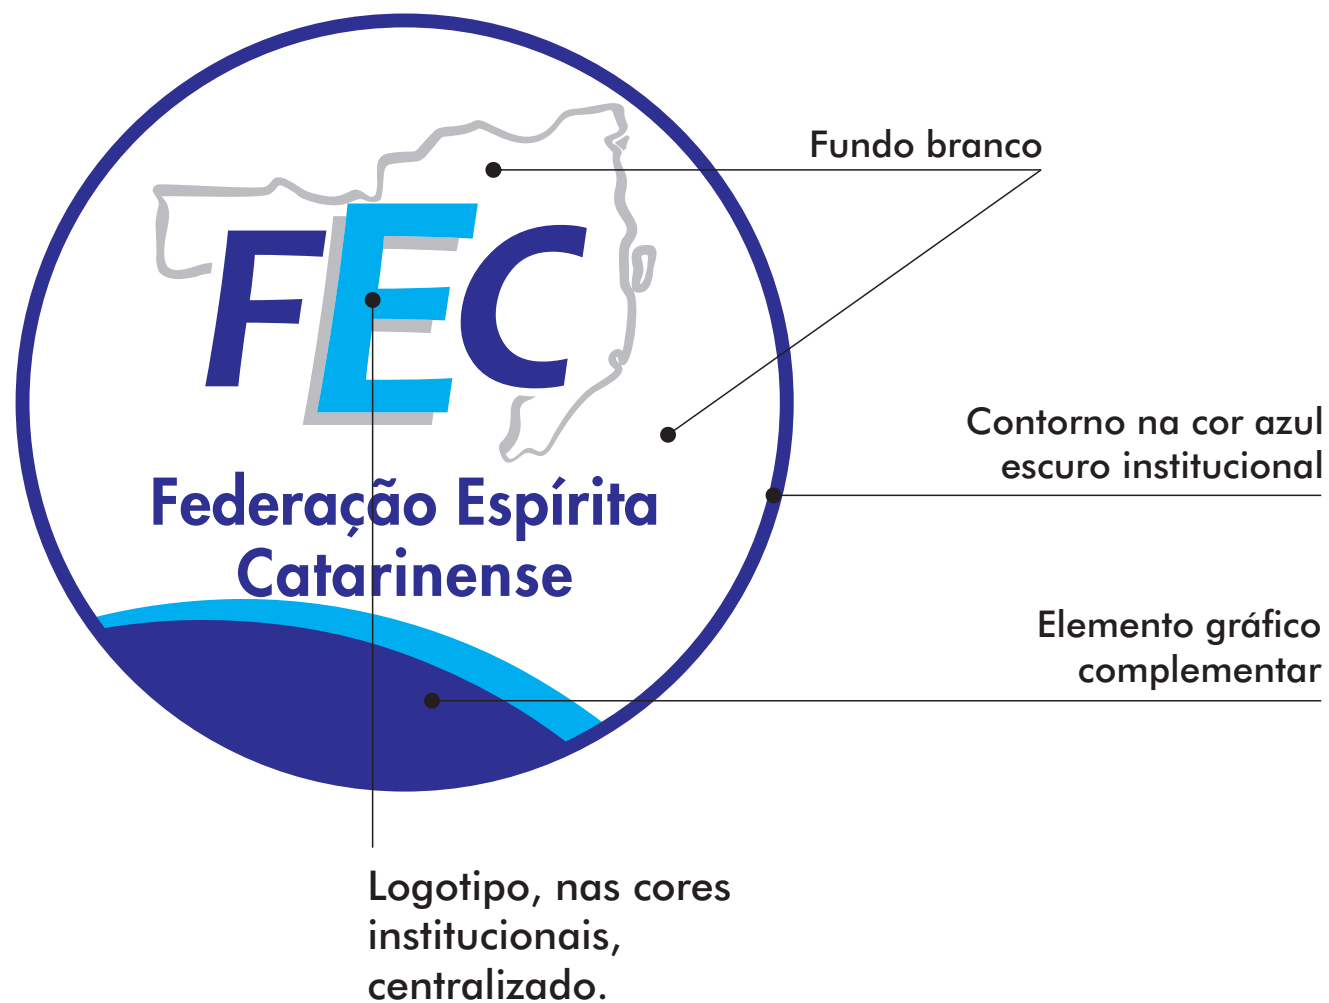 Fundo branco
FEC
Contorno na cor azul
escuro institucional
Federação Espírita
Catarinense
Elemento gráfico
complementar
Logotipo, nas cores
institucionais,
centralizado.